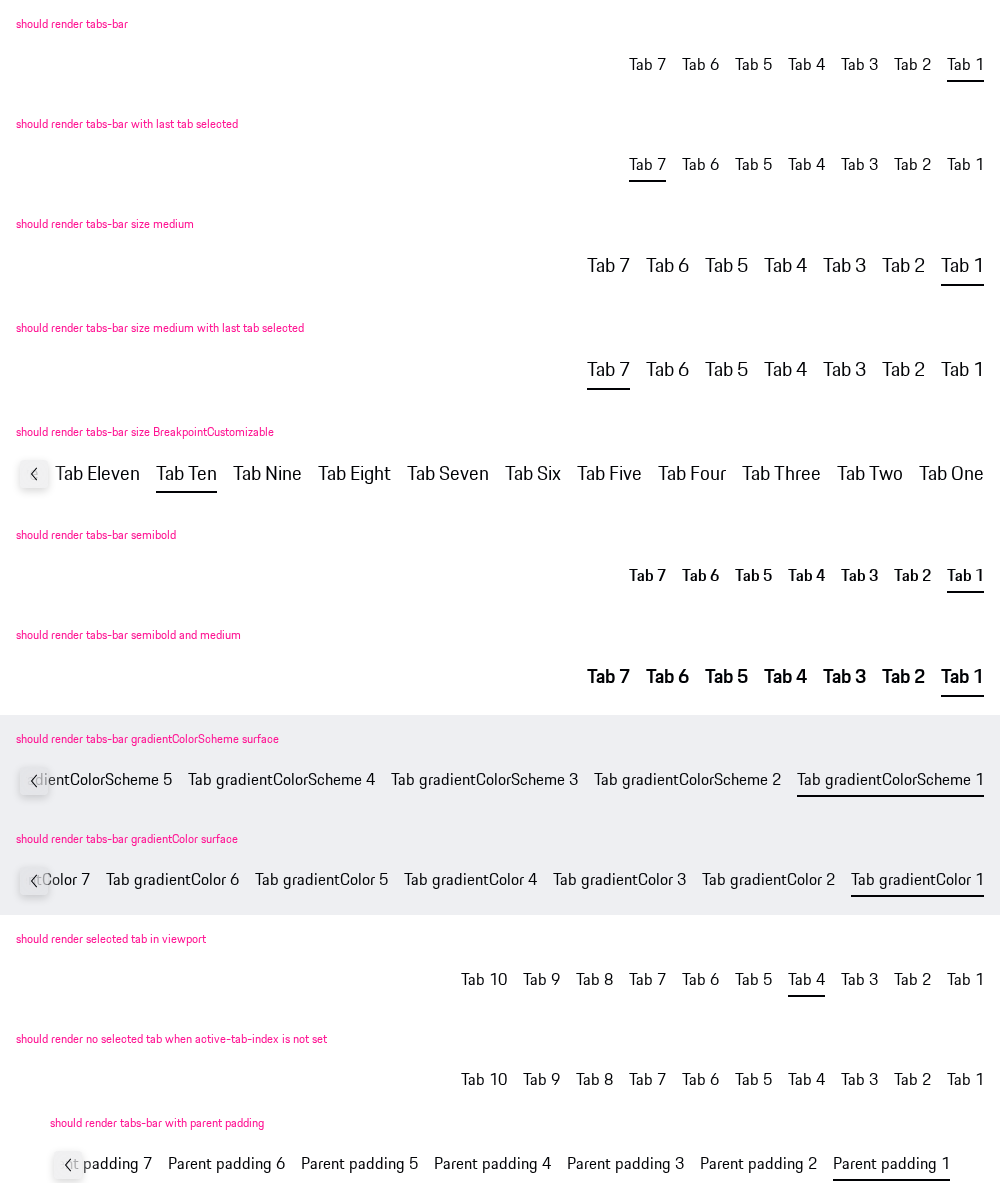 should render tabs-bar
Tab 7 Tab 6 Tab 5 Tab 4 Tab 3 Tab 2 Tab 1
should render tabs-bar with last tab selected
Tab 7 Tab 6 Tab 5 Tab 4 Tab 3 Tab 2 Tab 1
should render tabs-bar size medium
Tab 7 Tab 6 Tab 5 Tab 4 Tab 3 Tab 2 Tab 1
should render tabs-bar size medium with last tab selected
Tab 7 Tab 6 Tab 5 Tab 4 Tab 3 Tab 2 Tab 1
should render tabs-bar size BreakpointCustomizable
Tab Eleven Tab Ten Tab Nine Tab Eight Tab Seven Tab Six Tab Five Tab Four Tab Three Tab Two Tab One
should render tabs-bar semibold
Tab 7 Tab 6 Tab 5 Tab 4 Tab 3 Tab 2 Tab 1
should render tabs-bar semibold and medium
Tab 7 Tab 6 Tab 5 Tab 4 Tab 3 Tab 2 Tab 1
should render tabs-bar gradientColorScheme surface
dientColorScheme 5 Tab gradientColorScheme 4 Tab gradientColorScheme 3 Tab gradientColorScheme 2 Tab gradientColorScheme 1
should render tabs-bar gradientColor surface
tColor 7 Tab gradientColor 6 Tab gradientColor 5 Tab gradientColor 4 Tab gradientColor 3 Tab gradientColor 2 Tab gradientColor 1
should render selected tab in viewport
Tab 10 Tab 9 Tab 8 Tab 7 Tab 6 Tab 5 Tab 4 Tab 3 Tab 2 Tab 1
should render no selected tab when active-tab-index is not set
Tab 10 Tab 9 Tab 8 Tab 7 Tab 6 Tab 5 Tab 4 Tab 3 Tab 2 Tab 1
should render tabs-bar with parent padding
nt padding 7 Parent padding 6 Parent padding 5 Parent padding 4 Parent padding 3 Parent padding 2 Parent padding 1